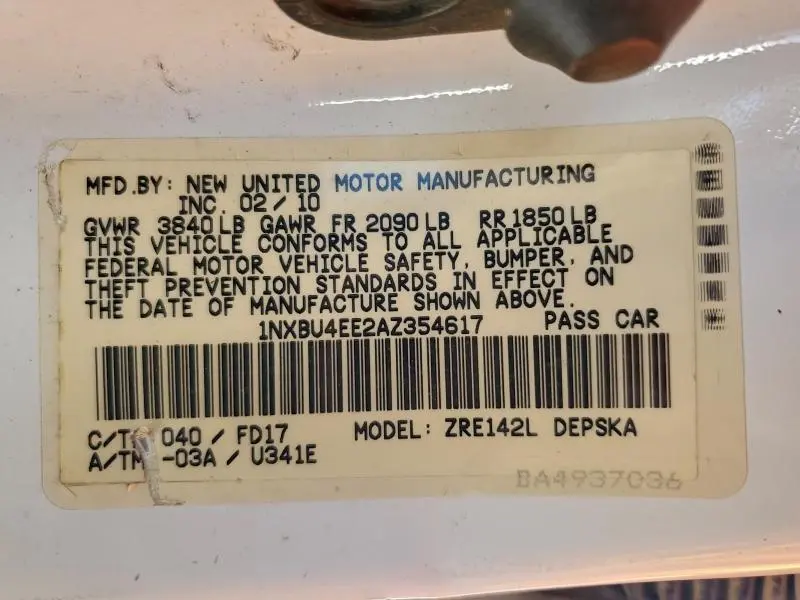 MFD.BY: NEW UNITED MOTOR MANUFACTURING
INC. 02/10
GVWR 3840LB GAWR FR 2090LB RR1850LB
THIS VEHICLE CONFORMS TO ALL APPLICABLE
FEDERAL MOTOR VEHICLE SAFETY, BUMPER, AND
THEFT PREVENTION STANDARDS IN EFFECT ON
THE DATE OF MANUFACTURE SHOWN ABOVE.
1NXBU4EE2AZ354617 PASS CAR
C/T: 040 / FD17 MODEL: ZRE142L DEPSKA
A/TM -03A / U341E
BA4937036